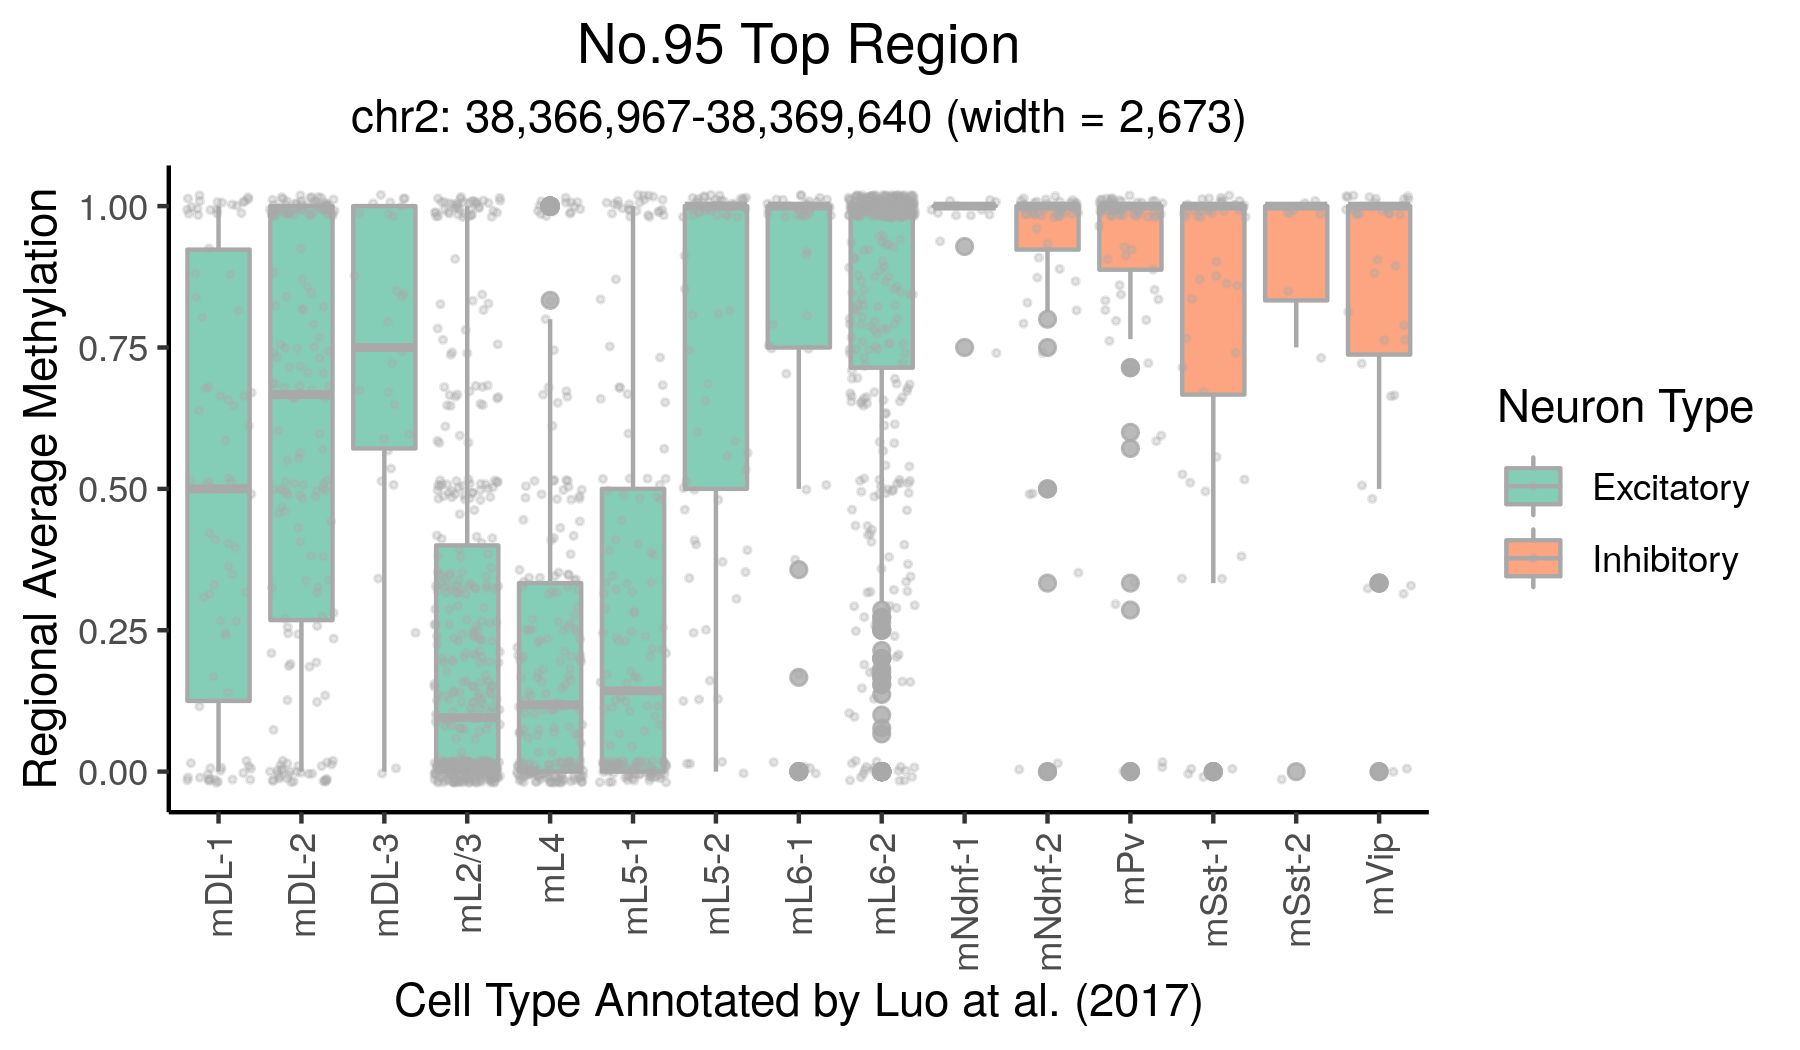 No.95 Top Region
chr2: 38,366,967-38,369,640 (width = 2,673)
Regional Average Methylation
1.00
0.75
0.50
0.25
0.00
mDL-1
mDL-2
mDL-3
mL2/3
mL4
mL5-1
mL5-2
mL6-1
mL6-2
mNdnf-1
mNdnf-2
mPv
mSst-1
mSst-2
mVip
Cell Type Annotated by Luo at al. (2017)
Neuron Type
Excitatory
Inhibitory